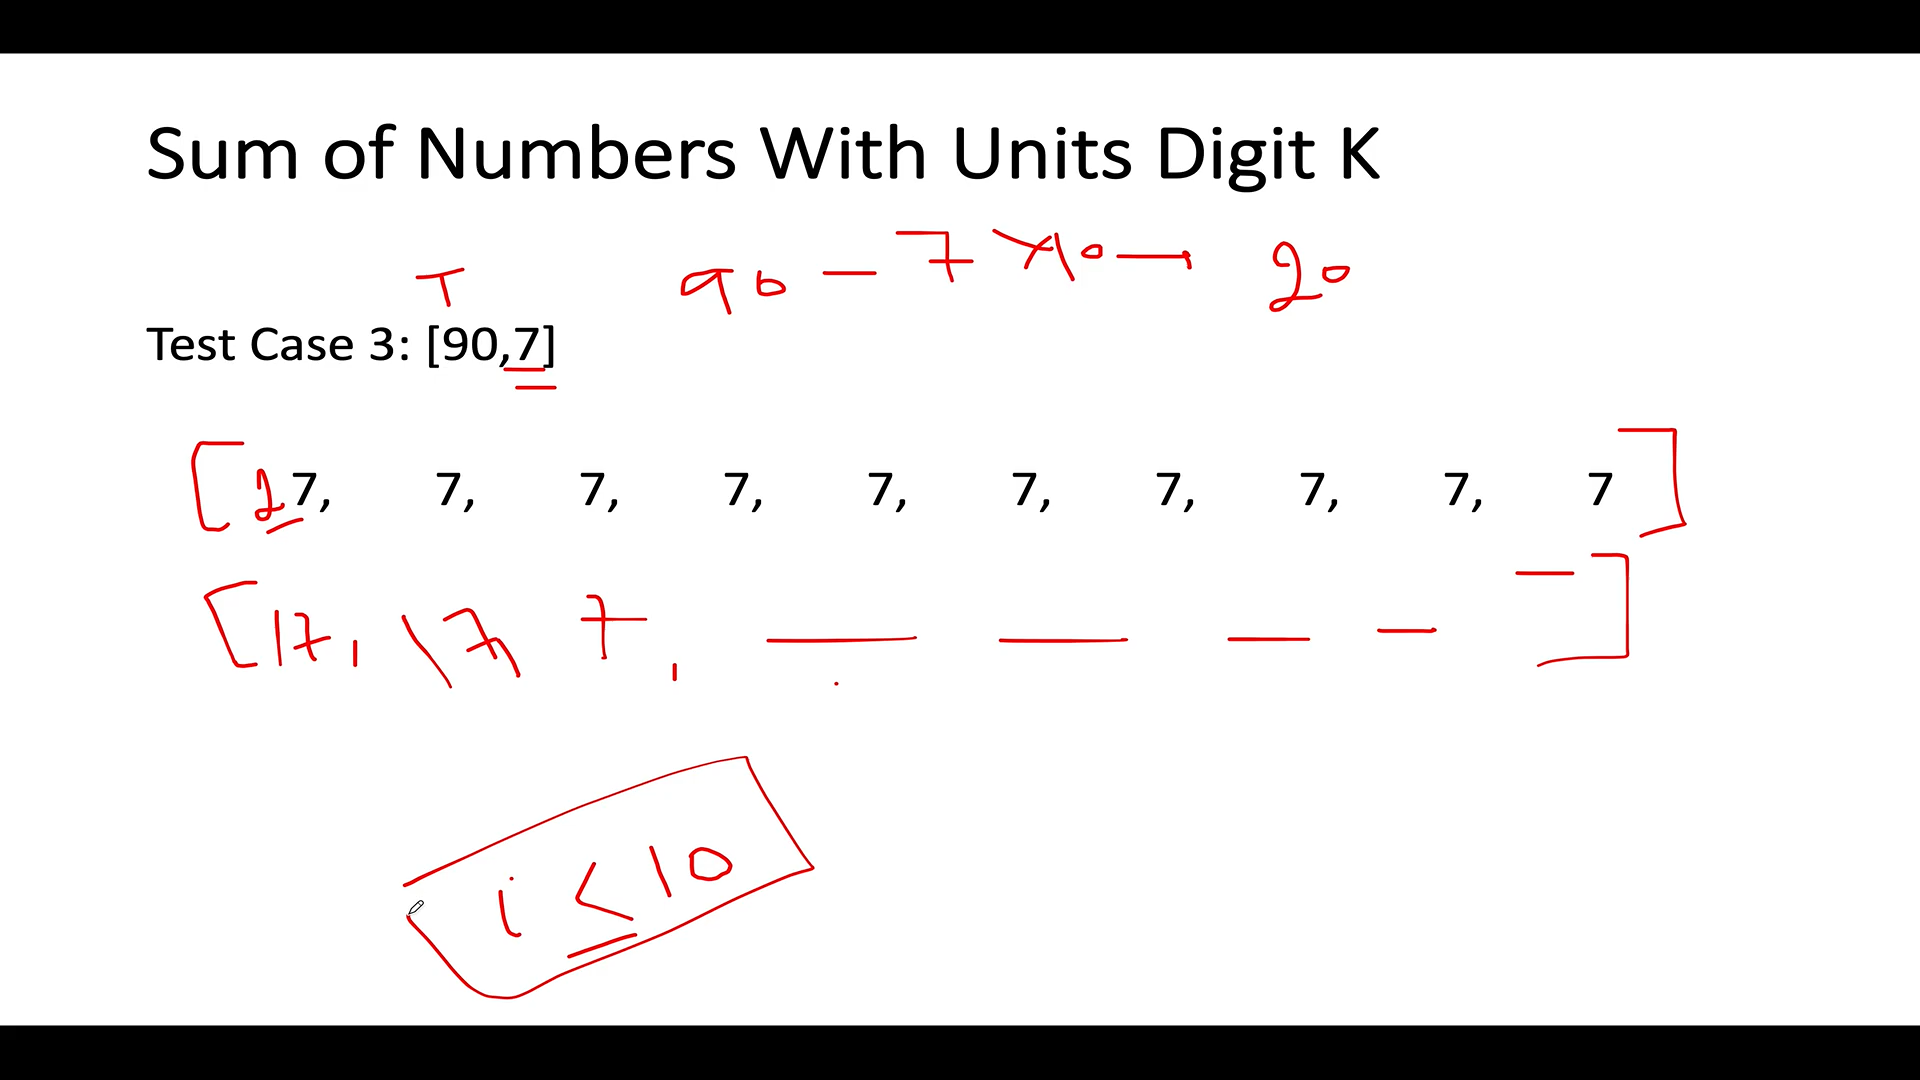 Sum of Numbers With Units Digit K
90 — 7 × 10 → 20
T
Test Case 3: [90,7]
[27, 7, 7, 7, 7, 7, 7, 7, 7, 7]
[17, 17, 7, — — — — —]
i ≤ 10